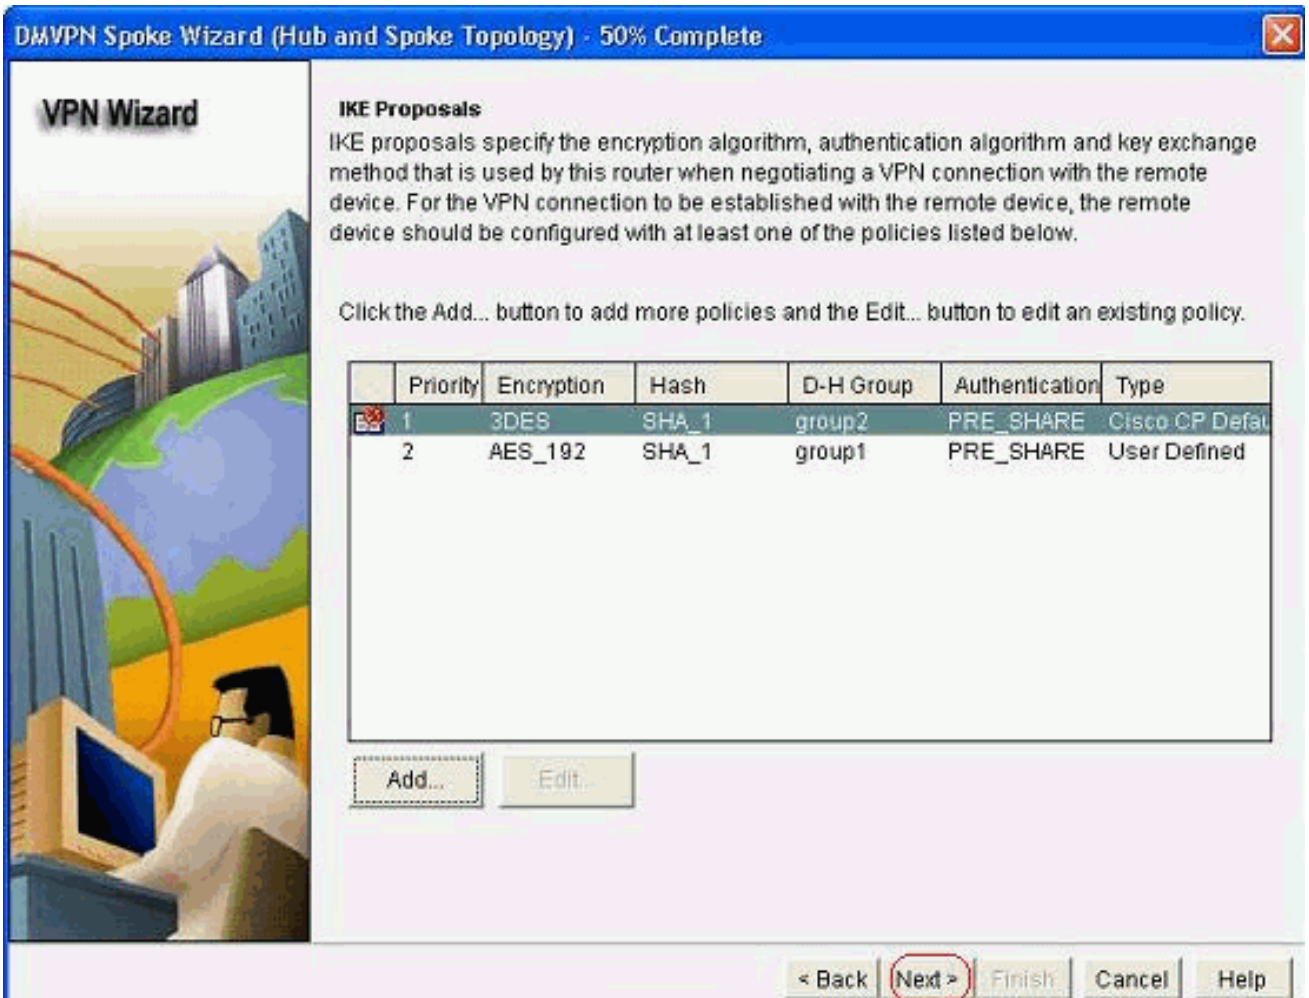 DMVPN Spoke Wizard (Hub and Spoke Topology) - 50% Complete
VPN Wizard
IKE Proposals
IKE proposals specify the encryption algorithm, authentication algorithm and key exchange
method that is used by this router when negotiating a VPN connection with the remote
device. For the VPN connection to be established with the remote device, the remote
device should be configured with at least one of the policies listed below.
Click the Add... button to add more policies and the Edit... button to edit an existing policy.
Priority Encryption Hash D-H Group Authentication Type
1 3DES SHA_1 group2 PRE_SHARE Cisco CP Defau
2 AES_192 SHA_1 group1 PRE_SHARE User Defined
Add... Edit...
< Back Next > Finish Cancel Help